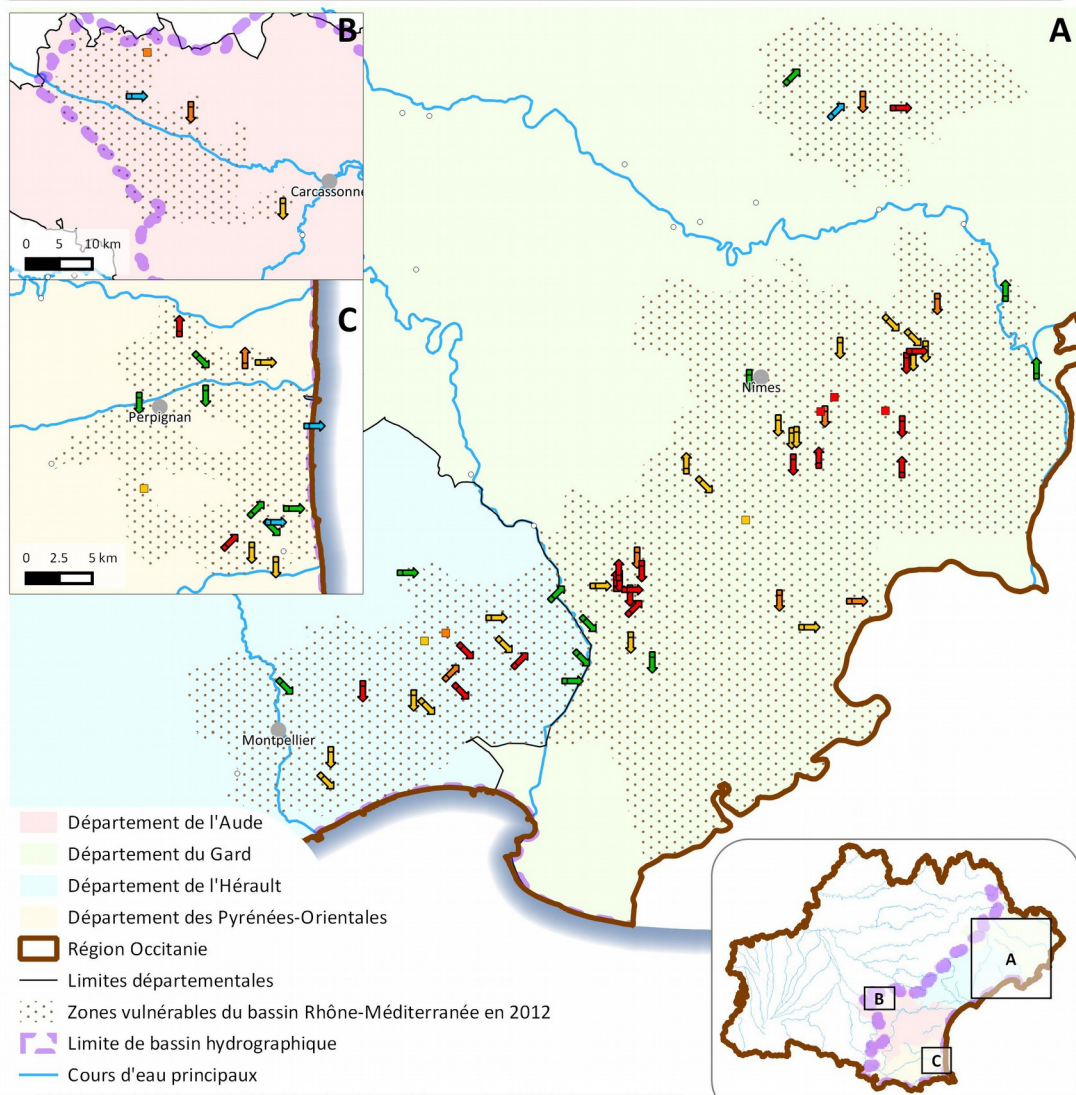 B
Carcassonne
0 5 10 km
C
Perpignan
0 2.5 5 km
A
Nîmes
Montpellier
Département de l'Aude
Département du Gard
Département de l'Hérault
Département des Pyrénées-Orientales
Région Occitanie
Limites départementales
Zones vulnérables du bassin Rhône-Méditerranée en 2012
Limite de bassin hydrographique
Cours d'eau principaux
A
B
C